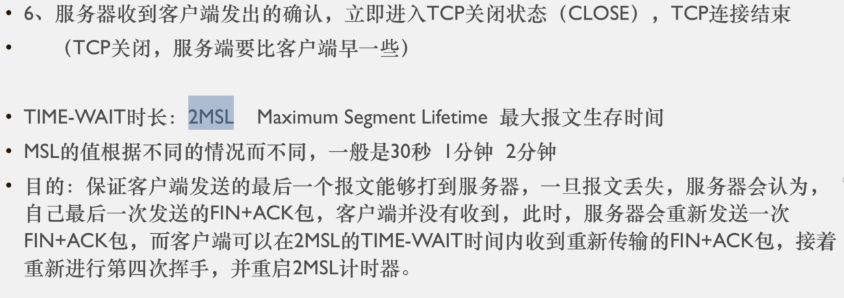 • 6、服务器收到客户端发出的确认，立即进入TCP关闭状态（CLOSE），TCP连接结束
• （TCP关闭，服务端要比客户端早一些）
• TIME-WAIT时长：2MSL Maximum Segment Lifetime 最大报文生存时间
• MSL的值根据不同的情况而不同，一般是30秒 1分钟 2分钟
• 目的：保证客户端发送的最后一个报文能够打到服务器，一旦报文丢失，服务器会认为，
自己最后一次发送的FIN+ACK包，客户端并没有收到，此时，服务器会重新发送一次
FIN+ACK包，而客户端可以在2MSL的TIME-WAIT时间内收到重新传输的FIN+ACK包，接着
重新进行第四次挥手，并重启2MSL计时器。